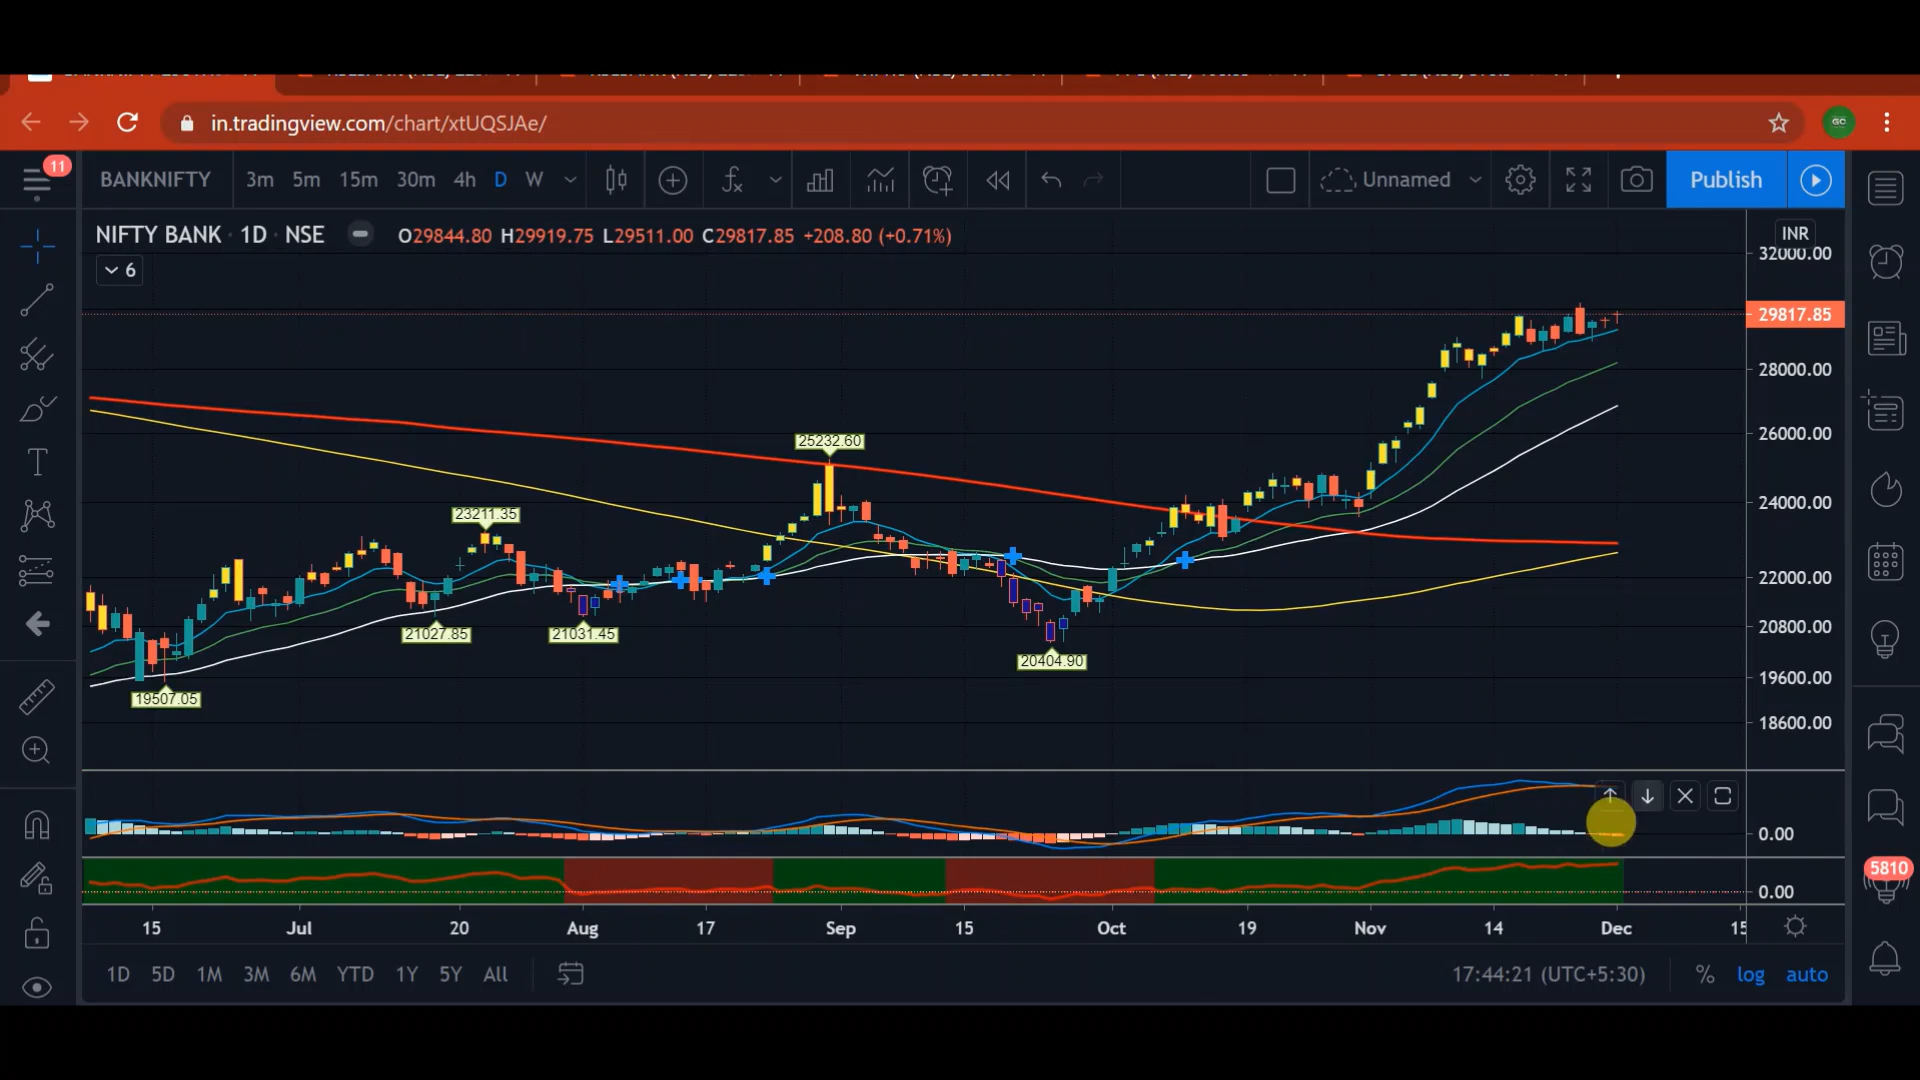 in.tradingview.com/chart/xtUQSJAe/
GC
11
BANKNIFTY 3m 5m 15m 30m 4h D W Unnamed Publish
NIFTY BANK · 1D · NSE O29844.80 H29919.75 L29511.00 C29817.85 +208.80 (+0.71%)
INR
6
32000.00
29817.85
28000.00
26000.00
25232.60
24000.00
23211.35
22000.00
21027.85
21031.45
20800.00
20404.90
19600.00
19507.05
18600.00
0.00
5810
0.00
15 Jul 20 Aug 17 Sep 15 Oct 19 Nov 14 Dec 15
1D 5D 1M 3M 6M YTD 1Y 5Y All 17:44:21 (UTC+5:30) % log auto